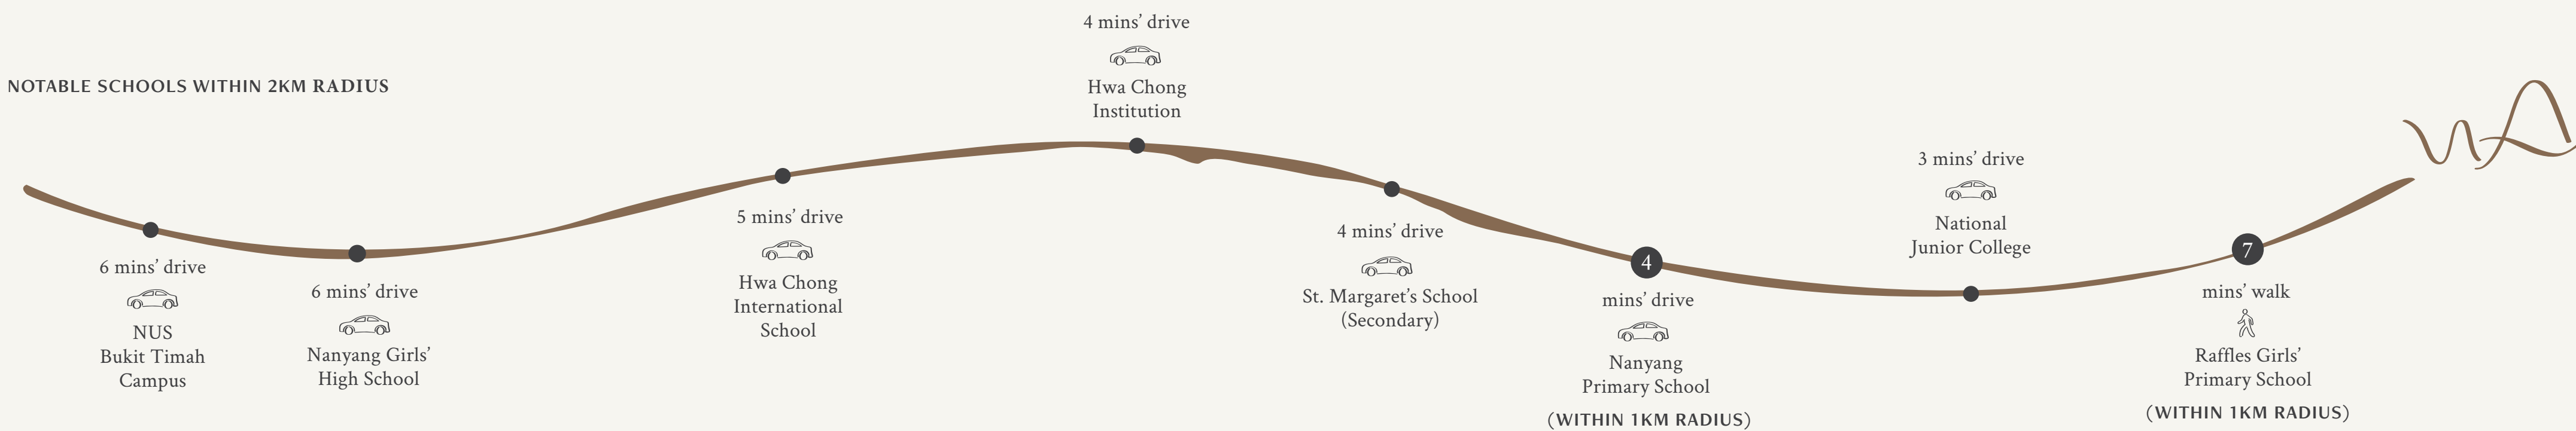 NOTABLE SCHOOLS WITHIN 2KM RADIUS
6 mins’ drive
NUS
Bukit Timah
Campus
6 mins’ drive
Nanyang Girls’
High School
5 mins’ drive
Hwa Chong
International
School
4 mins’ drive
Hwa Chong
Institution
4 mins’ drive
St. Margaret’s School
(Secondary)
4
mins’ drive
Nanyang
Primary School
(WITHIN 1KM RADIUS)
3 mins’ drive
National
Junior College
7
mins’ walk
Raffles Girls’
Primary School
(WITHIN 1KM RADIUS)